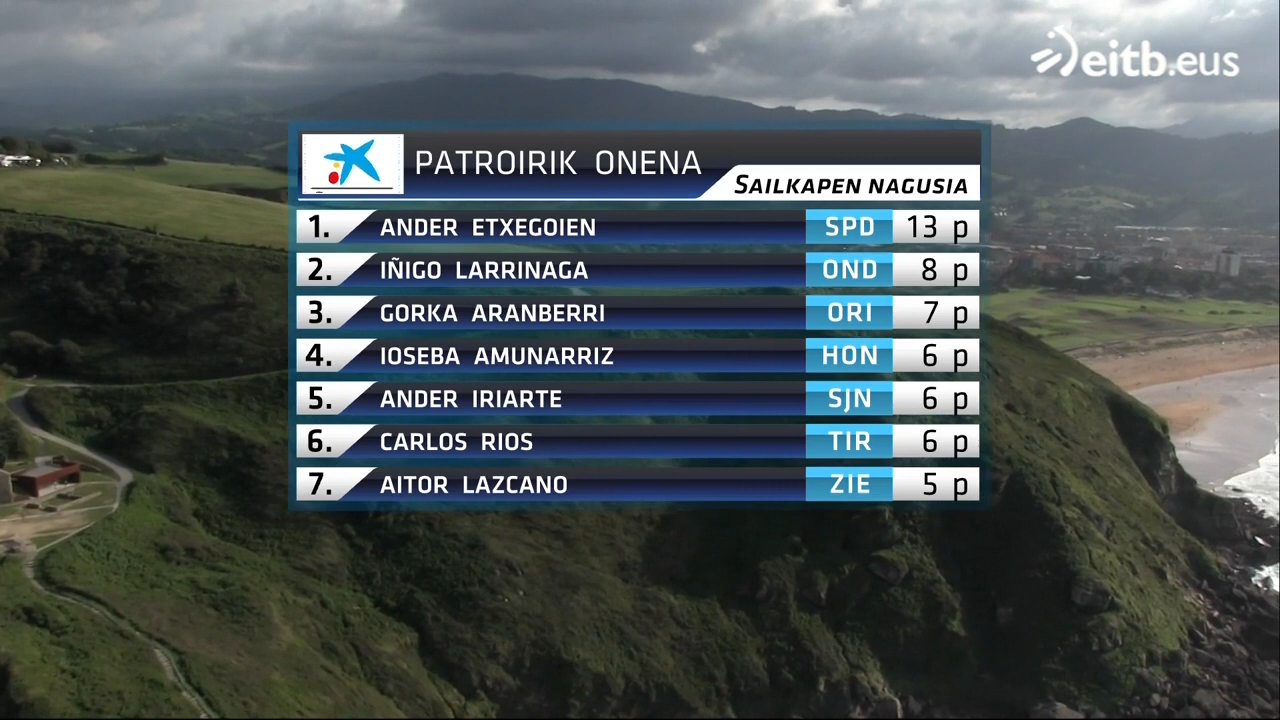 eitb.eus
PATROIRIK ONENA
SAILKAPEN NAGUSIA
1. ANDER ETXEGOIEN SPD 13 p
2. IÑIGO LARRINAGA OND 8 p
3. GORKA ARANBERRI ORI 7 p
4. IOSEBA AMUNARRIZ HON 6 p
5. ANDER IRIARTE SJN 6 p
6. CARLOS RIOS TIR 6 p
7. AITOR LAZCANO ZIE 5 p